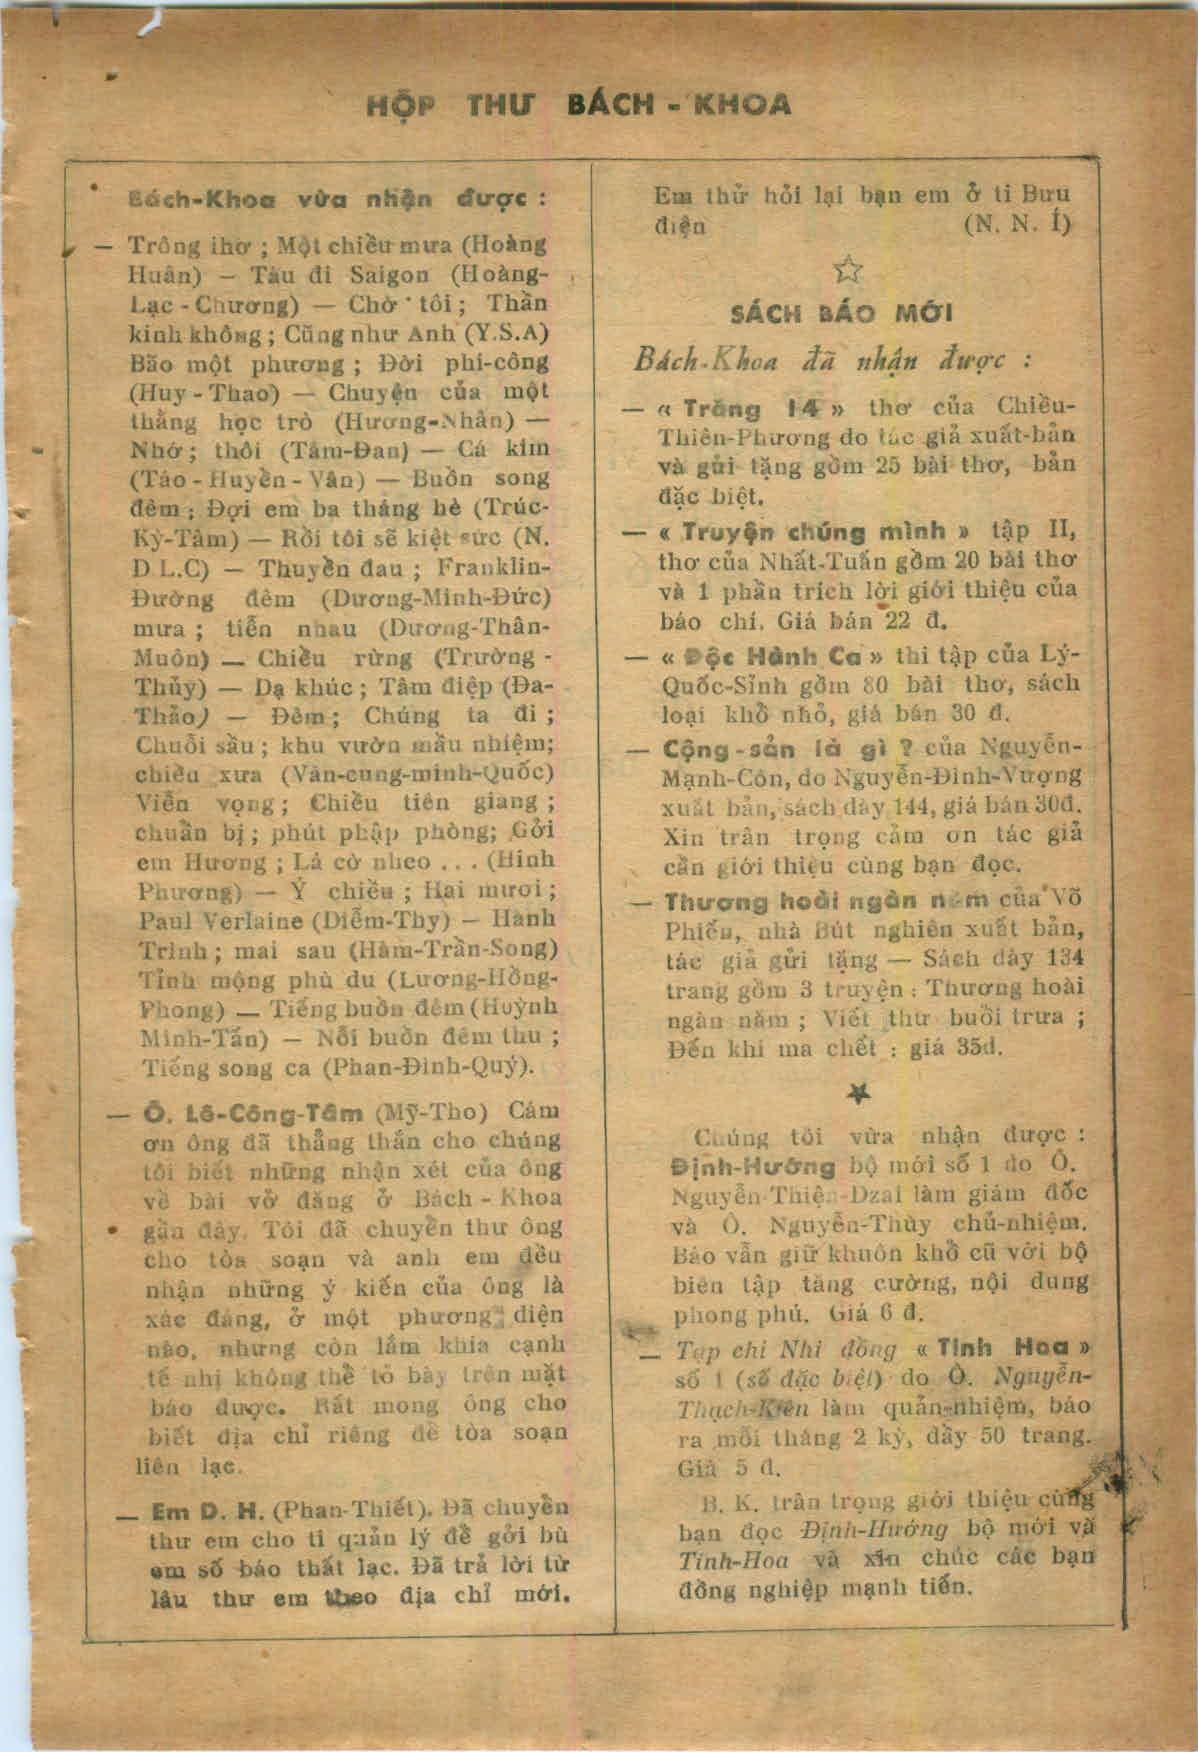 HỘP THƯ BÁCH - KHOA
Bách-Khoa vừa nhận được :
— Trông thơ ; Một chiều mưa (Hoàng
Huân) — Tàu đi Saigon (Hoàng-
Lạc - Chương) — Chờ tôi ; Thần
kinh không ; Cũng như Anh (Y.S.A)
Bão một phương ; Đời phi-công
(Huy - Thao) — Chuyện của một
thằng học trò (Hương-Nhân) —
Nhớ ; thôi (Tâm-Đan) — Cá kim
(Táo - Huyền - Vân) — Buồn song
đêm ; Đợi em ba tháng hè (Trúc-
Kỳ-Tâm) — Rồi tôi sẽ kiệt sức (N.
D L.C) — Thuyền đau ; Franklin-
Đường đêm (Dương-Minh-Đức)
mưa ; tiễn nhau (Dương-Thân-
Muôn) — Chiều rừng (Trường -
Thủy) — Dạ khúc ; Tâm điệp (Đa-
Thảo) — Đêm ; Chúng ta đi ;
Chuỗi sầu ; khu vườn mầu nhiệm;
chiều xưa (Vân-cung-minh-Quốc)
Viễn vọng ; Chiều tiên giang ;
chuẩn bị ; phút phập phòng; Gởi
em Hương ; Lá cờ nheo . . . (Hinh
Phương) — Ý chiều ; Hai mươi ;
Paul Verlaine (Diễm-Thy) — Hành
Trình ; mai sau (Hàm-Trần-Song)
Tỉnh mộng phù du (Lương-Hồng-
Phong) — Tiếng buồn đêm (Huỳnh
Minh-Tấn) — Nỗi buồn đêm thu ;
Tiếng song ca (Phan-Đình-Quý).
— Ô. Lê-Công-Tâm (Mỹ-Tho) Cám
ơn ông đã thẳng thắn cho chúng
tôi biết những nhận xét của ông
về bài vở đăng ở Bách - Khoa
gần đây. Tôi đã chuyển thư ông
cho tòa soạn và anh em đều
nhận những ý kiến của ông là
xác đáng, ở một phương diện
nào, nhưng còn lắm khía cạnh
tế nhị không thể tỏ bày trên mặt
báo được. Rất mong ông cho
biết địa chỉ riêng để tòa soạn
liên lạc.
— Em D. H. (Phan-Thiết). Đã chuyển
thư em cho ti quản lý để gởi bù
em số báo thất lạc. Đã trả lời từ
lâu thư em theo địa chỉ mới.
Em thử hỏi lại bạn em ở ti Bưu
điện (N. N. Í)
SÁCH BÁO MỚI
Bách-Khoa đã nhận được :
— « Trăng 14 » thơ của Chiêu-
Thiên-Phương do tác giả xuất-bản
và gửi tặng gồm 25 bài thơ, bản
đặc biệt.
— « Truyện chúng mình » tập II,
thơ của Nhất-Tuấn gồm 20 bài thơ
và 1 phần trích lời giới thiệu của
báo chí. Giá bán 22 đ.
— « Độc Hành Ca » thi tập của Lý-
Quốc-Sỉnh gồm 80 bài thơ, sách
loại khổ nhỏ, giá bán 30 đ.
— Cộng - sản là gì ? của Nguyễn-
Mạnh-Côn, do Nguyễn-Đình-Vượng
xuất bản, sách dày 144, giá bán 30đ.
Xin trân trọng cảm ơn tác giả
cần giới thiệu cùng bạn đọc.
— Thương hoài ngàn năm của Võ
Phiến, nhà Bút nghiên xuất bản,
tác giả gửi tặng — Sách dày 134
trang gồm 3 truyện : Thương hoài
ngàn năm ; Viết thư buổi trưa ;
Đến khi ma chết : giá 35đ.
Chúng tôi vừa nhận được :
Định-Hướng bộ mới số 1 do Ô.
Nguyễn-Thiện-Dzai làm giám đốc
và Ô. Nguyễn-Thùy chủ-nhiệm.
Báo vẫn giữ khuôn khổ cũ với bộ
biên tập tăng cường, nội dung
phong phú. Giá 6 đ.
— Tạp chí Nhi đồng « Tinh Hoa »
số 1 (số đặc biệt) do Ô. Nguyễn-
Thạch-Kiên làm quản-nhiệm, báo
ra mỗi tháng 2 kỳ, dầy 50 trang.
Giá 5 đ.
B. K. trân trọng giới thiệu cùng
bạn đọc Định-Hướng bộ mới và
Tinh-Hoa và xin chúc các bạn
đồng nghiệp mạnh tiến.